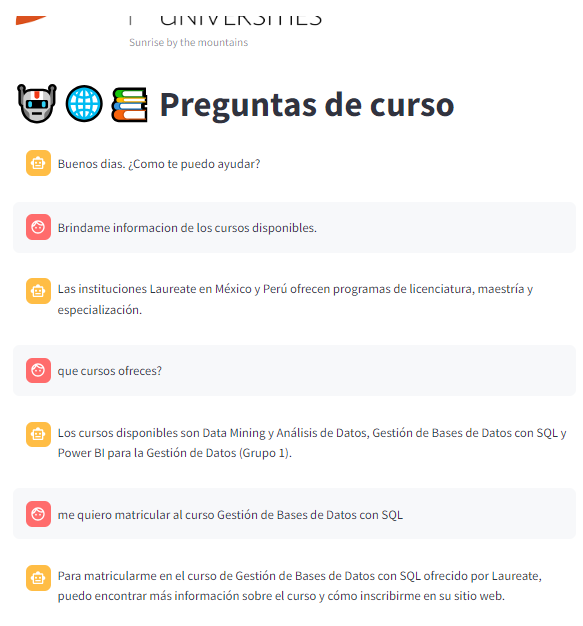 UNIVERSITIES
Sunrise by the mountains
Preguntas de curso
Buenos dias. ¿Como te puedo ayudar?
Brindame informacion de los cursos disponibles.
Las instituciones Laureate en México y Perú ofrecen programas de licenciatura, maestría y
especialización.
que cursos ofreces?
Los cursos disponibles son Data Mining y Análisis de Datos, Gestión de Bases de Datos con SQL y
Power BI para la Gestión de Datos (Grupo 1).
me quiero matricular al curso Gestión de Bases de Datos con SQL
Para matricularme en el curso de Gestión de Bases de Datos con SQL ofrecido por Laureate,
puedo encontrar más información sobre el curso y cómo inscribirme en su sitio web.